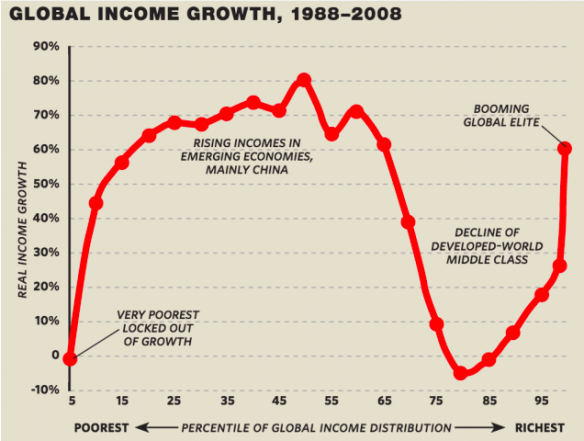 GLOBAL INCOME GROWTH, 1988–2008
90%
80%
70%
60%
50%
40%
30%
20%
10%
0
-10%
REAL INCOME GROWTH
BOOMING
GLOBAL ELITE
RISING INCOMES IN
EMERGING ECONOMIES,
MAINLY CHINA
DECLINE OF
DEVELOPED-WORLD
MIDDLE CLASS
VERY POOREST
LOCKED OUT
OF GROWTH
5 15 25 35 45 55 65 75 85 95
POOREST PERCENTILE OF GLOBAL INCOME DISTRIBUTION RICHEST